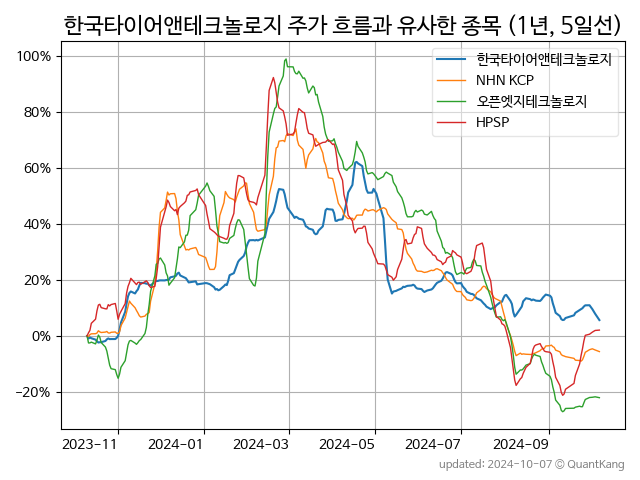 한국타이어앤테크놀로지 주가 흐름과 유사한 종목 (1년, 5일선)
한국타이어앤테크놀로지
NHN KCP
오픈엣지테크놀로지
HPSP
100%
80%
60%
40%
20%
0%
−20%
2023-11
2024-01
2024-03
2024-05
2024-07
2024-09
updated: 2024-10-07 © QuantKang